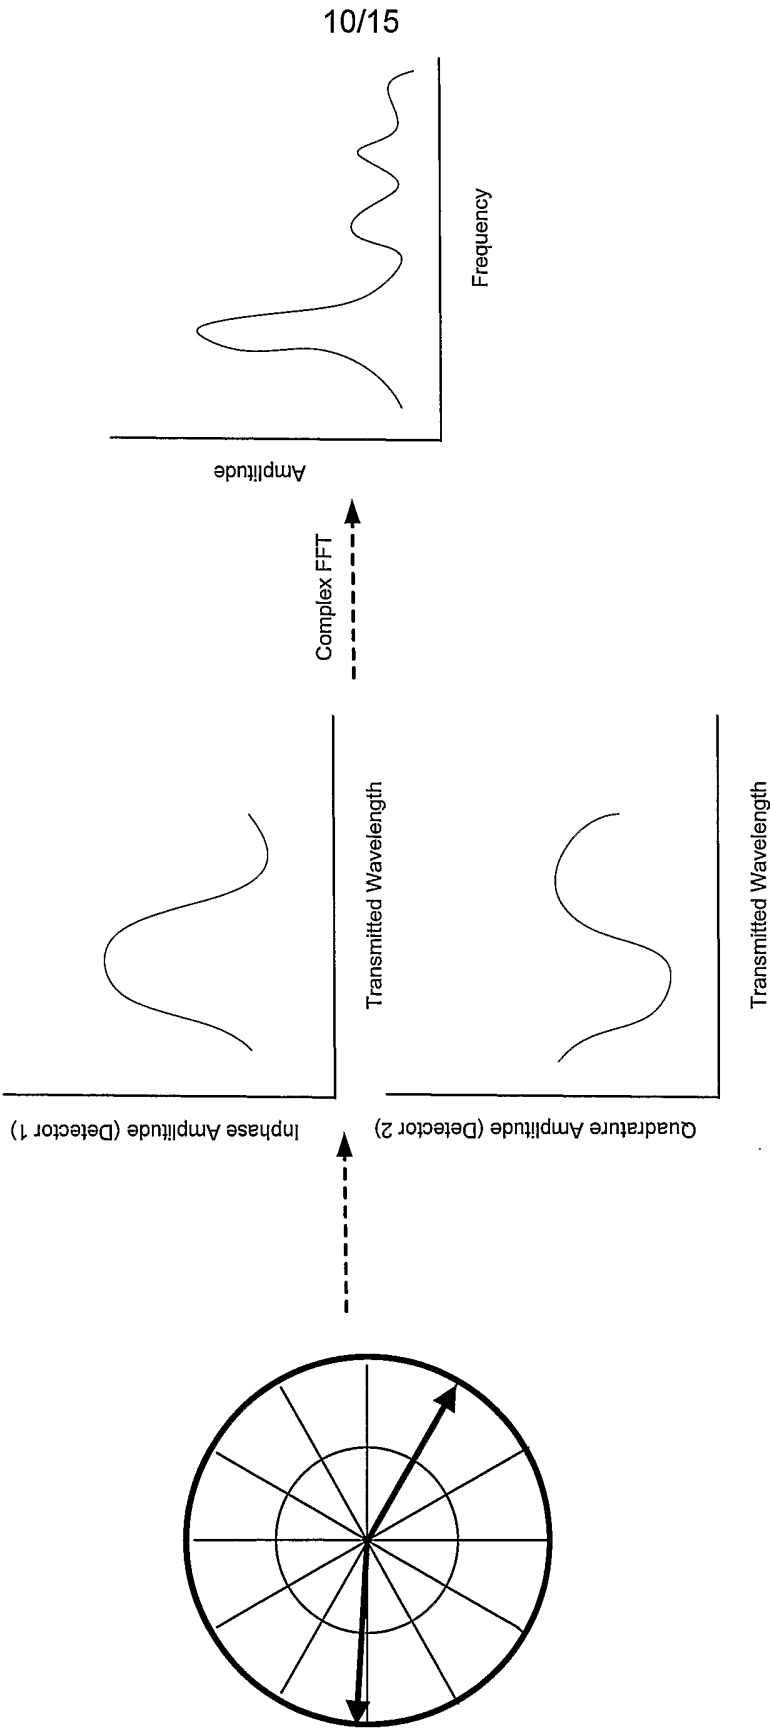 10/15
Amplitude
Frequency
Complex FFT
Inphase Amplitude (Detector 1)
Transmitted Wavelength
Quadrature Amplitude (Detector 2)
Transmitted Wavelength